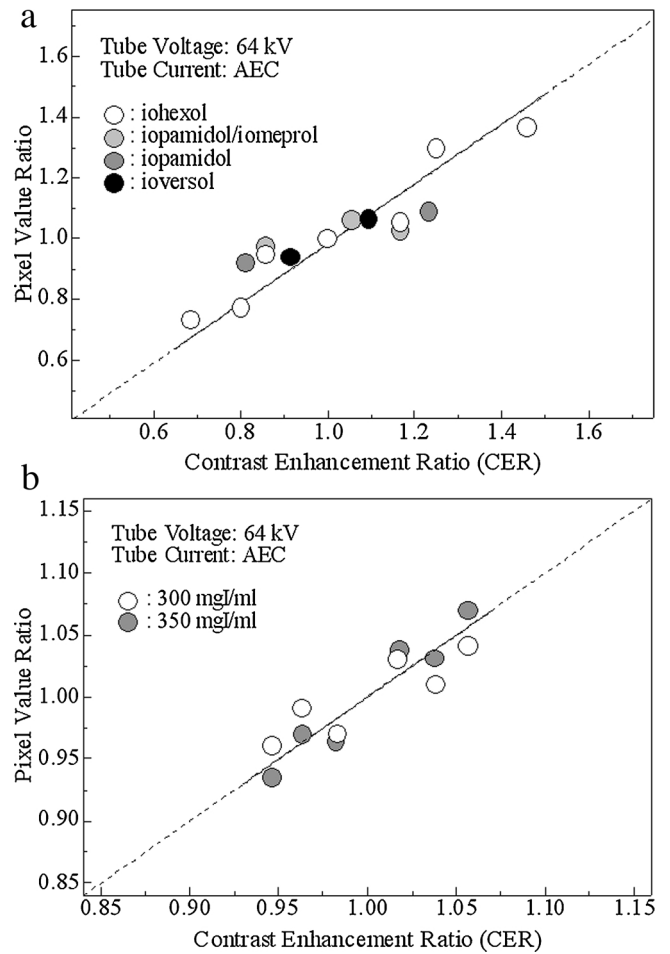 a
Tube Voltage: 64 kV
Tube Current: AEC
: iohexol
: iopamidol/iomeprol
: iopamidol
: ioversol
Pixel Value Ratio
1.6
1.4
1.2
1.0
0.8
0.6
0.6 0.8 1.0 1.2 1.4 1.6
Contrast Enhancement Ratio (CER)
b
Tube Voltage: 64 kV
Tube Current: AEC
: 300 mgI/ml
: 350 mgI/ml
Pixel Value Ratio
1.15
1.10
1.05
1.00
0.95
0.90
0.85
0.85 0.90 0.95 1.00 1.05 1.10 1.15
Contrast Enhancement Ratio (CER)